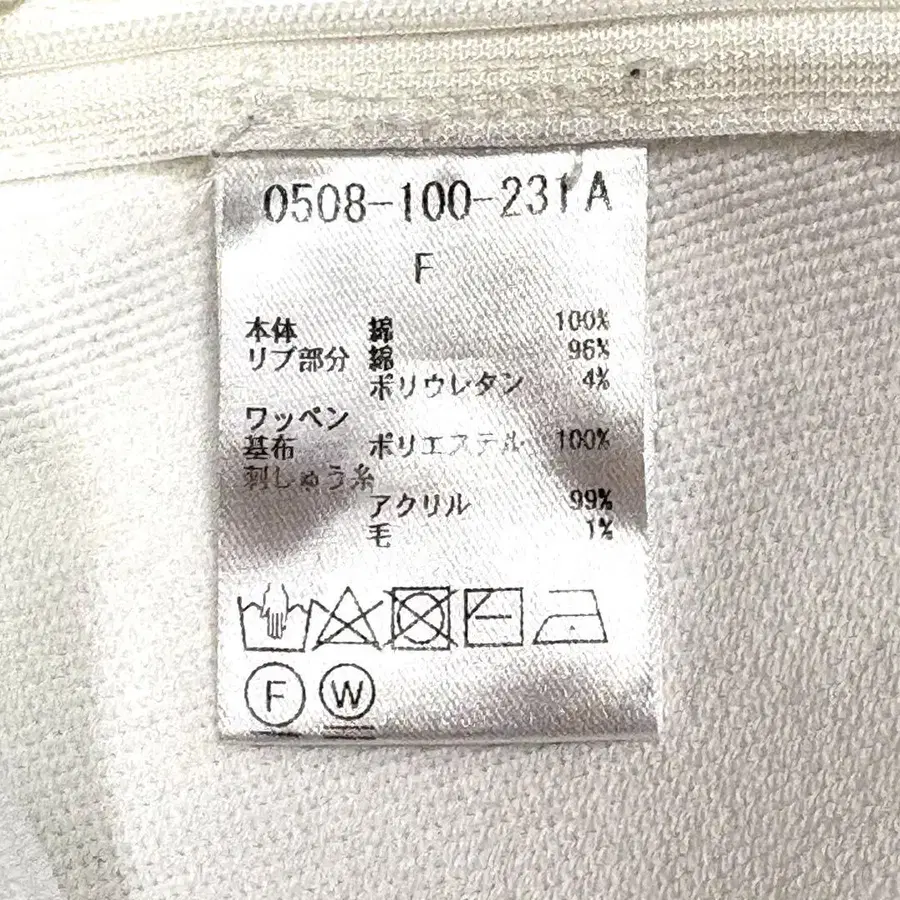 0508-100-231A
F
本体 綿 100%
リブ部分 綿 96%
ポリウレタン 4%
ワッペン
基布 ポリエステル 100%
刺しゅう糸
アクリル 99%
毛 1%
F W